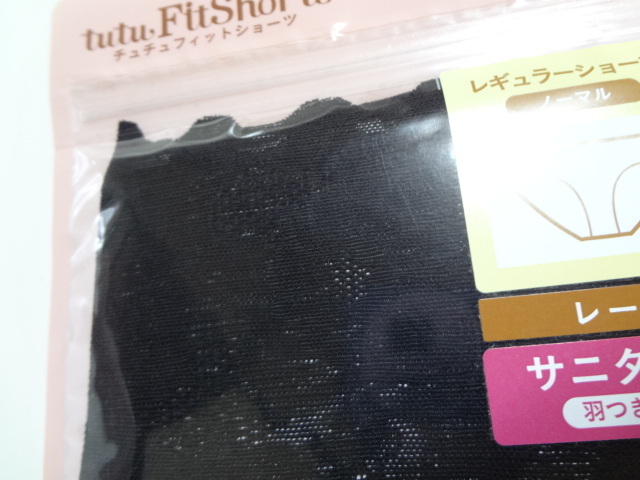 tutu FitShorts
チュチュフィットショーツ
レギュラーショー
ノーマル
レー
サニタ
羽つき